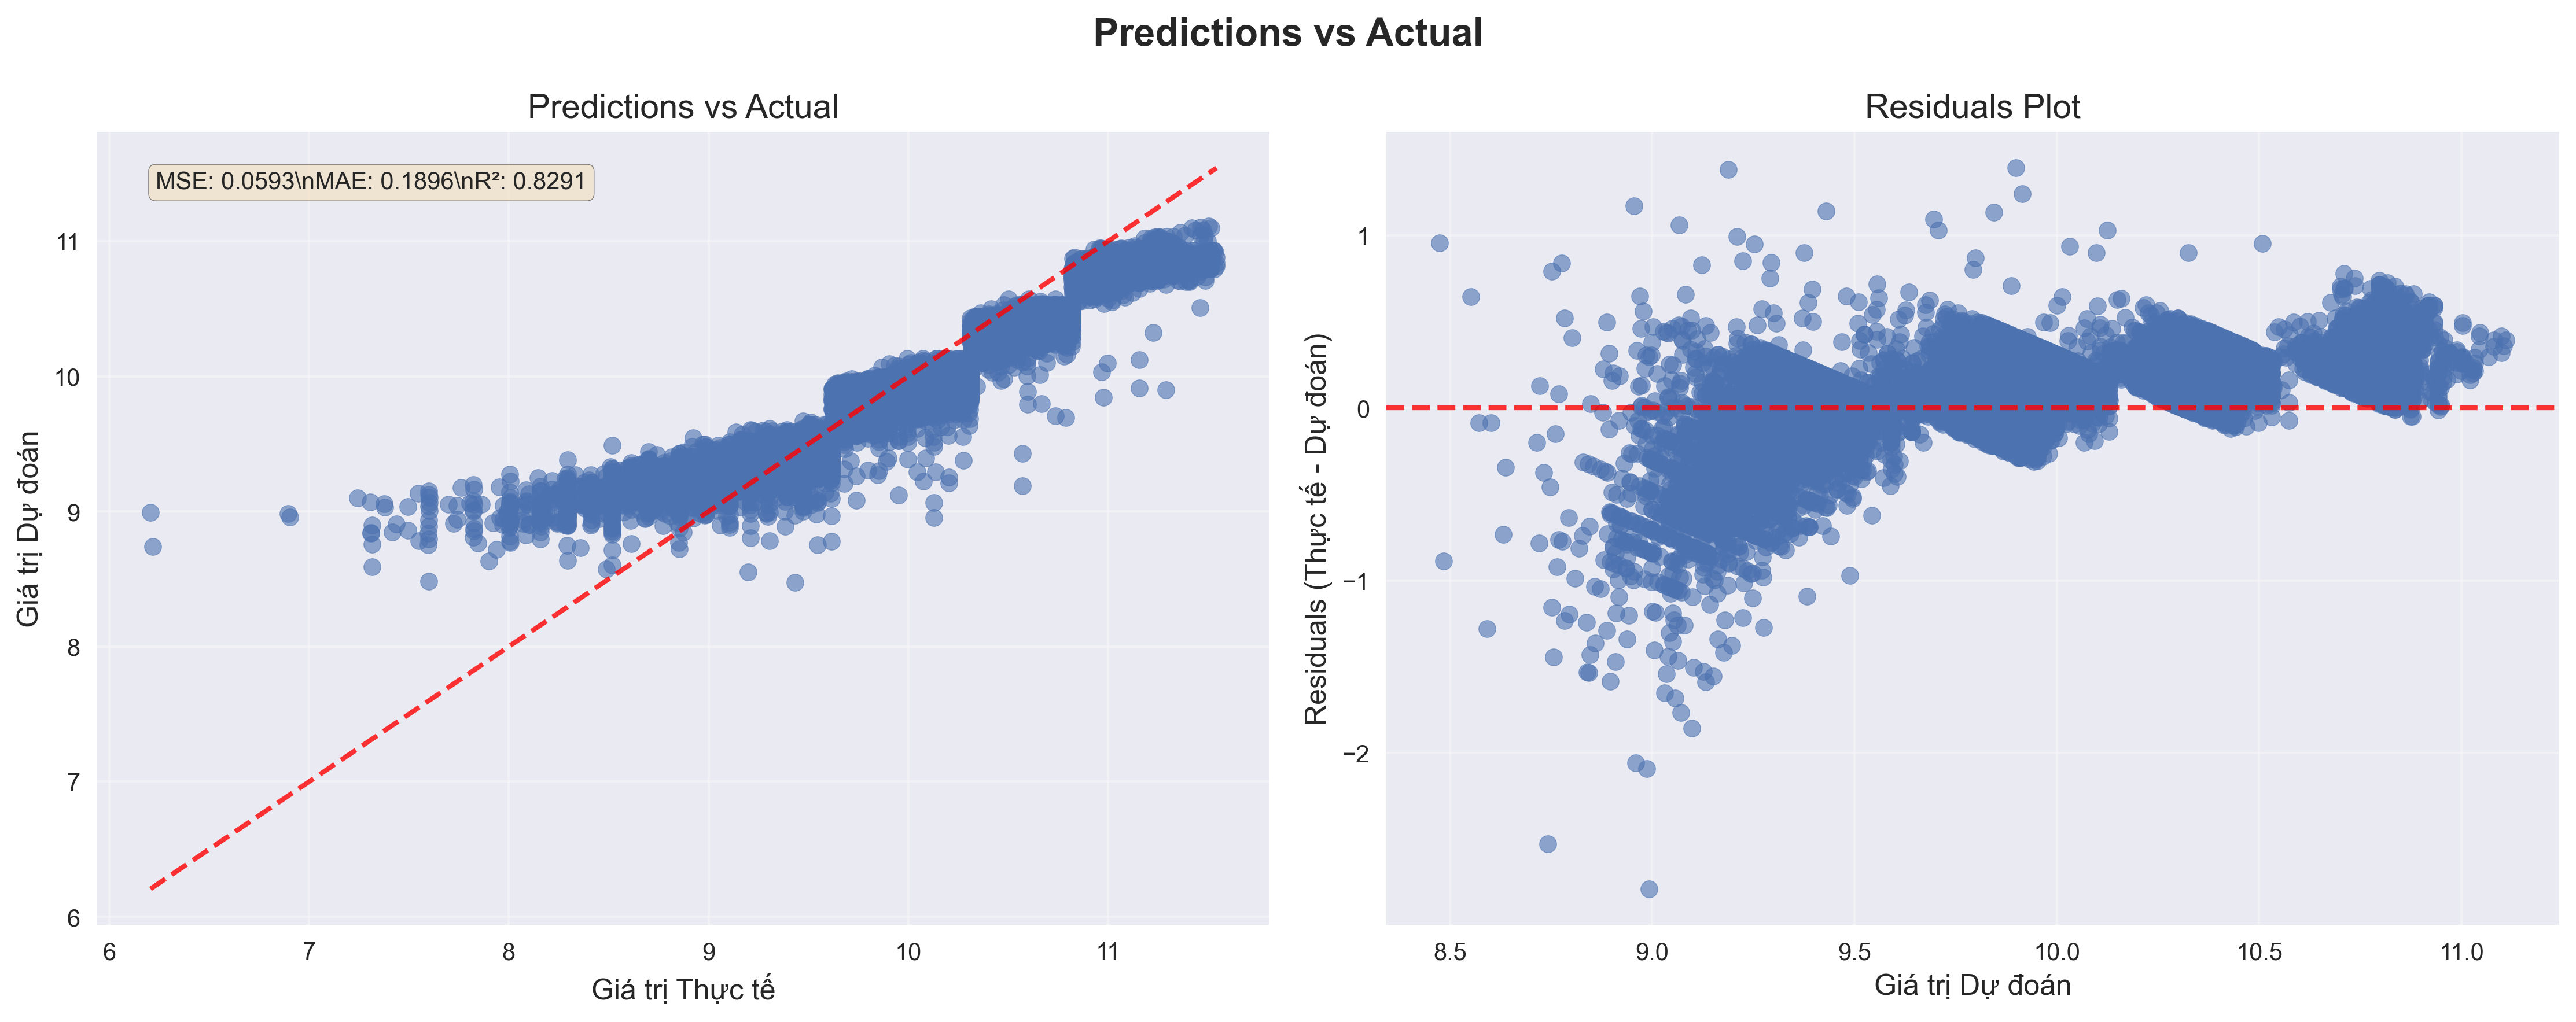 Predictions vs Actual
Predictions vs Actual
MSE: 0.0593\nMAE: 0.1896\nR²: 0.8291
Giá trị Dự đoán
11
10
9
8
7
6
6 7 8 9 10 11
Giá trị Thực tế
Residuals Plot
Residuals (Thực tế - Dự đoán)
1
0
−1
−2
8.5 9.0 9.5 10.0 10.5 11.0
Giá trị Dự đoán